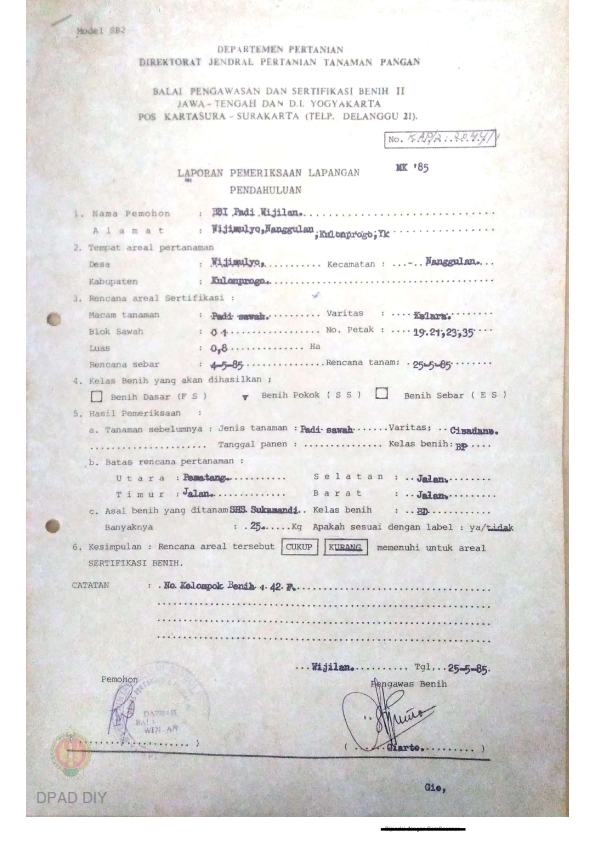 Model SB2
DEPARTEMEN PERTANIAN
DIREKTORAT JENDRAL PERTANIAN TANAMAN PANGAN
BALAI PENGAWASAN DAN SERTIFIKASI BENIH II
JAWA - TENGAH DAN D.I. YOGYAKARTA
POS KARTASURA - SURAKARTA (TELP. DELANGGU 21).
No.
LAPORAN PEMERIKSAAN LAPANGAN MK '85
PENDAHULUAN
1. Nama Pemohon : BBI Padi Wijilan.
A l a m a t : Wijimulyo, Nanggulan, Kulonprogo, Yk
2. Tempat areal pertanaman
Desa : Wijimulyo, Kecamatan : ...-.. Nanggulan...
Kabupaten : Kulonprogo.
3. Rencana areal Sertifikasi :
Macam tanaman : Padi sawah. Varitas : .... Kelara.
Blok Sawah : 0 1 No. Petak : .... 19.21,23,35
Luas : 0,8 Ha
Rencana sebar : 4-5-85 Rencana tanam: . 25-5-85
4. Kelas Benih yang akan dihasilkan ;
Benih Dasar (F S ) Benih Pokok ( S S ) Benih Sebar ( E S )
5. Hasil Pemeriksaan :
a. Tanaman sebelumnya : Jenis tanaman : Padi sawah ......Varitas; .. Cisadane.
Tanggal panen : .............. Kelas benih: BP ....
b. Batas rencana pertanaman :
U t a r a : Pematang. S e l a t a n : .. Jalan.
T i m u r : Jalan. B a r a t : .. Jalan.
c. Asal benih yang ditanam SHS. Sukamandi.. Kelas benih : .. BD.
Banyaknya : . 25. Kg Apakah sesuai dengan label : ya/tidak
6. Kesimpulan : Rencana areal tersebut CUKUP KURANG memenuhi untuk areal
SERTIFIKASI BENIH.
CATATAN : . No. Kelompok Benih : 42. F.
... Wijilan. Tgl... 25-5-85.
Pemohon Pengawas Benih
DAERAH
BALAI
( .... Giarto. )
DPAD DIY
Gie,